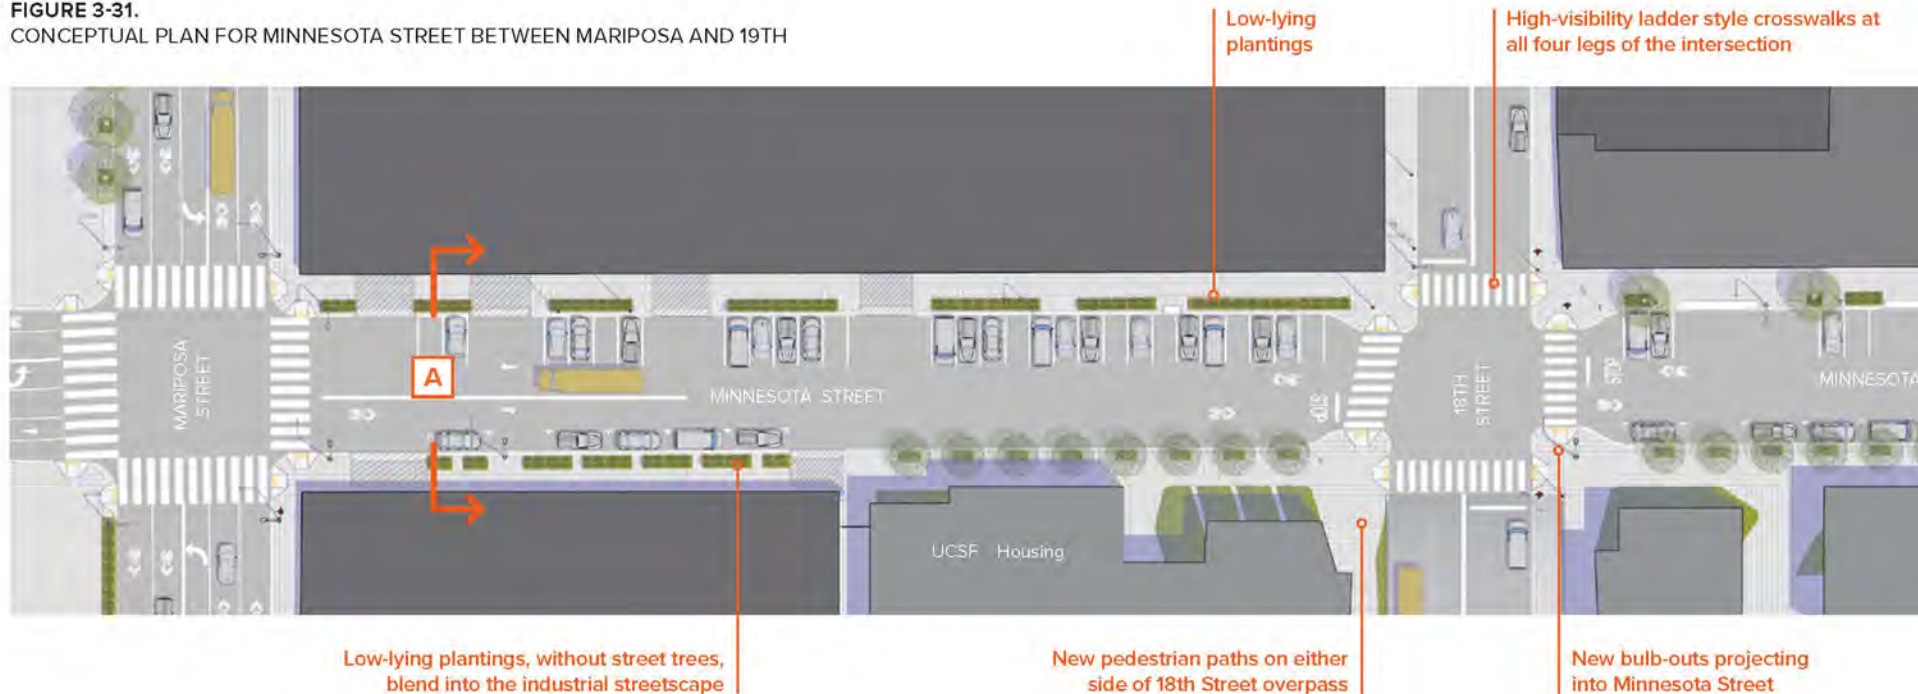 FIGURE 3-31.
CONCEPTUAL PLAN FOR MINNESOTA STREET BETWEEN MARIPOSA AND 19TH
Low-lying
plantings
High-visibility ladder style crosswalks at
all four legs of the intersection
A
MARIPOSA
STREET
MINNESOTA STREET
STOP
18TH
STREET
STOP
MINNESOTA
UCSF Housing
Low-lying plantings, without street trees,
blend into the industrial streetscape
New pedestrian paths on either
side of 18th Street overpass
New bulb-outs projecting
into Minnesota Street